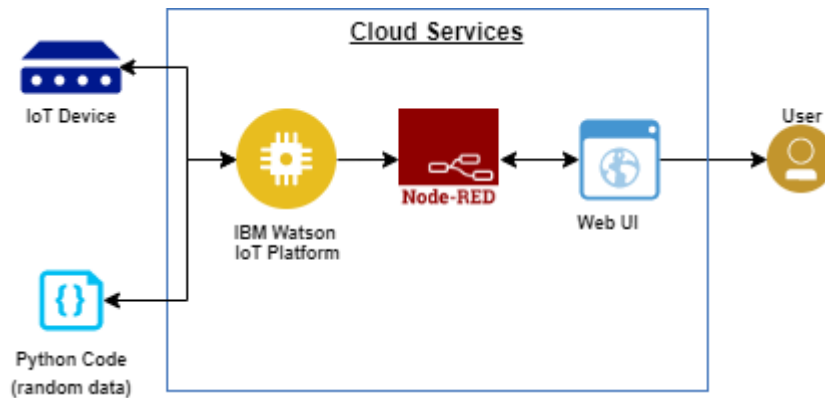 Cloud Services
IoT Device
User
Node-RED
IBM Watson
IoT Platform
Web UI
{}
Python Code
(random data)